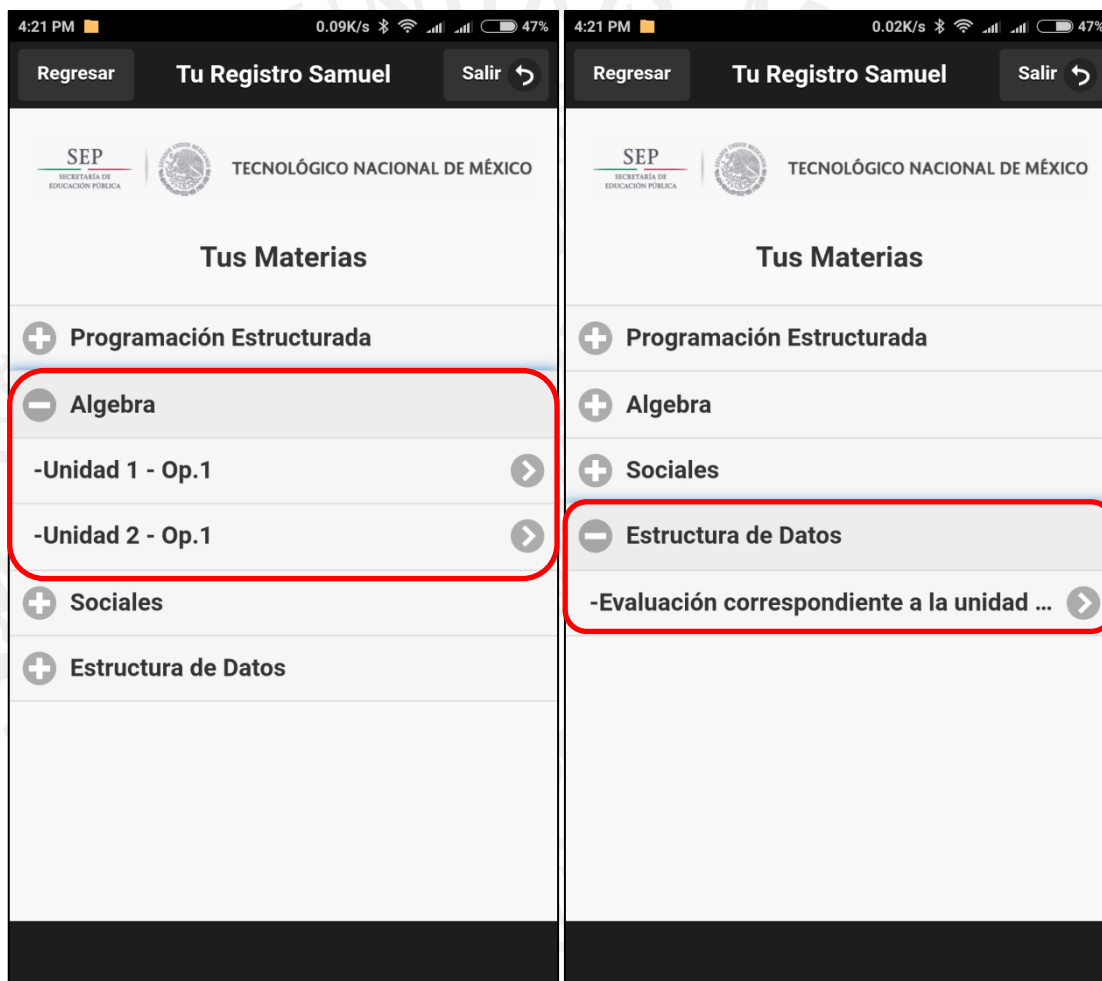 4:21 PM 0.09K/s 47%
Regresar Tu Registro Samuel Salir
SEP
SECRETARÍA DE
EDUCACIÓN PÚBLICA
TECNOLÓGICO NACIONAL DE MÉXICO
Tus Materias
Programación Estructurada
Algebra
-Unidad 1 - Op.1
-Unidad 2 - Op.1
Sociales
Estructura de Datos
4:21 PM 0.02K/s 47%
Regresar Tu Registro Samuel Salir
SEP
SECRETARÍA DE
EDUCACIÓN PÚBLICA
TECNOLÓGICO NACIONAL DE MÉXICO
Tus Materias
Programación Estructurada
Algebra
Sociales
Estructura de Datos
-Evaluación correspondiente a la unidad ...